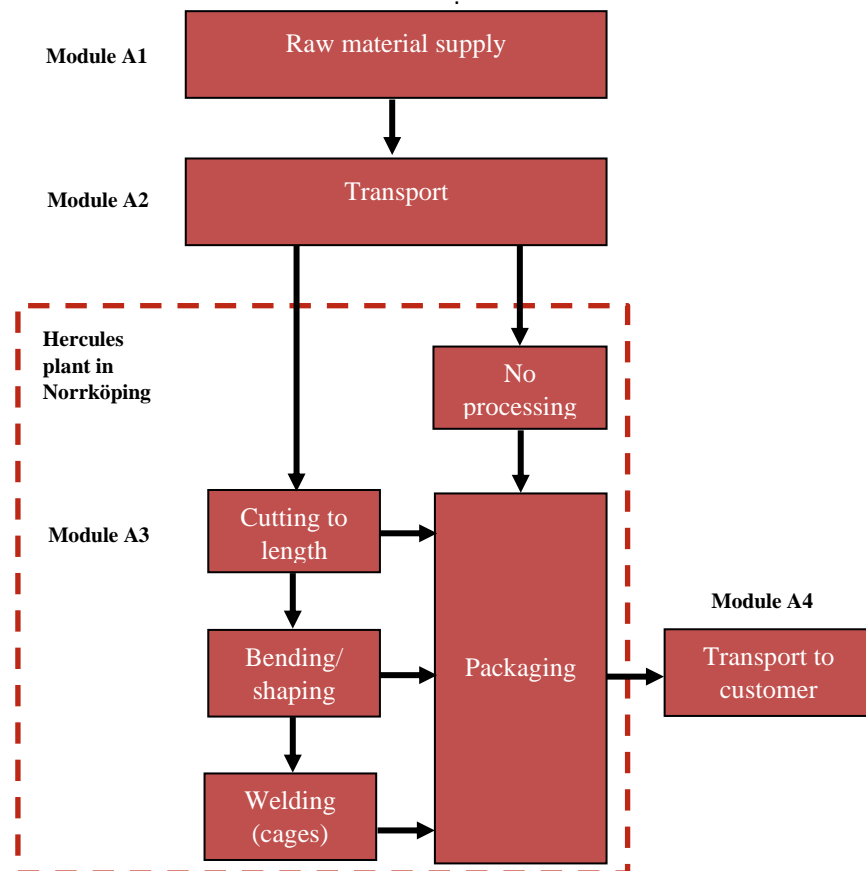 Module A1
Raw material supply
Module A2
Transport
Hercules
plant in
Norrköping
No
processing
Module A3
Cutting to
length
Bending/
shaping
Packaging
Welding
(cages)
Module A4
Transport to
customer